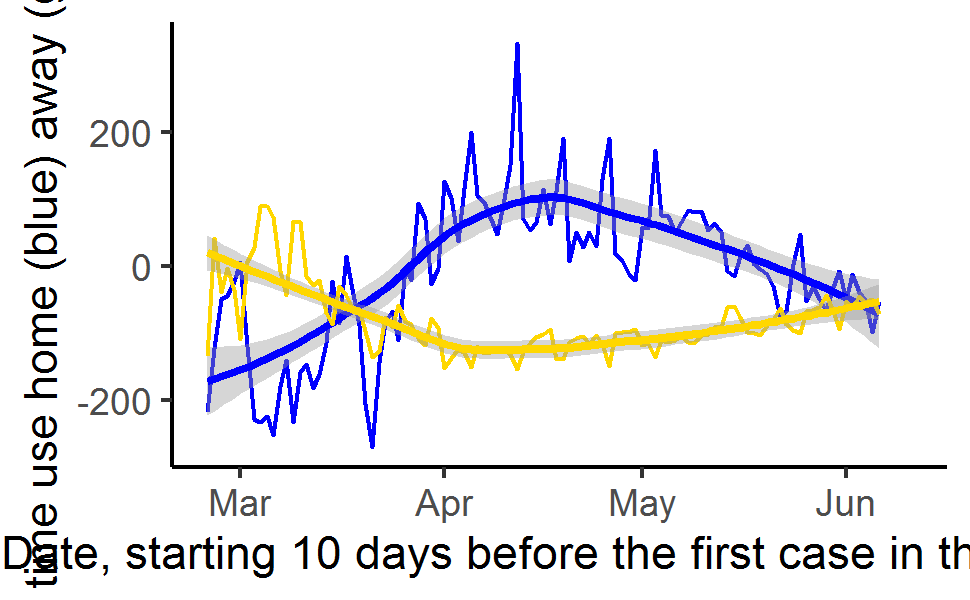 time use home (blue) away (
200
0
-200
Mar Apr May Jun
Date, starting 10 days before the first case in th